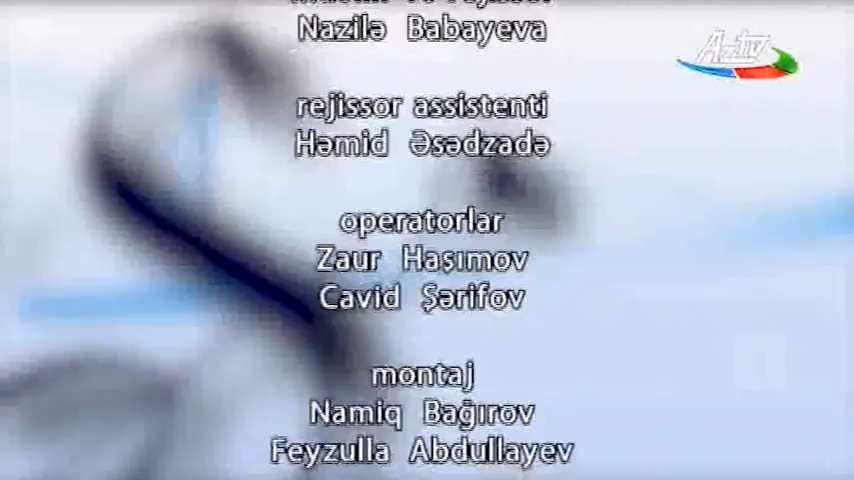 Nazilə Babayeva
AzTV
rejissor assistenti
Həmid Əsədzadə
operatorlar
Zaur Haşımov
Cavid Şərifov
montaj
Namiq Bağırov
Feyzulla Abdullayev